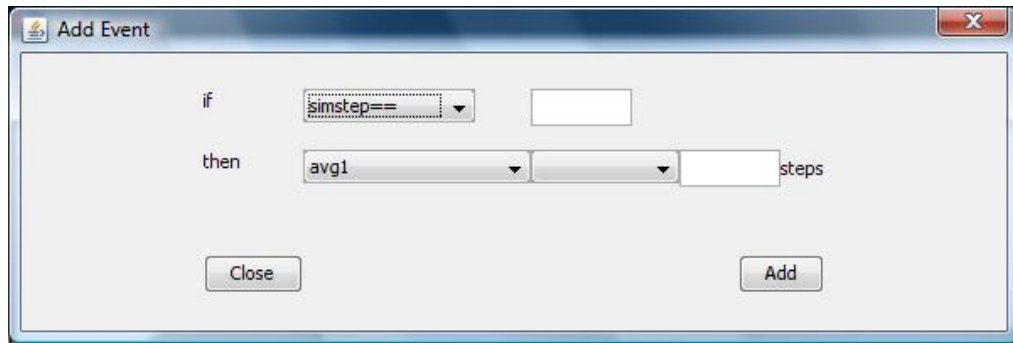 Add Event
if simstep==
then avg1 steps
Close Add